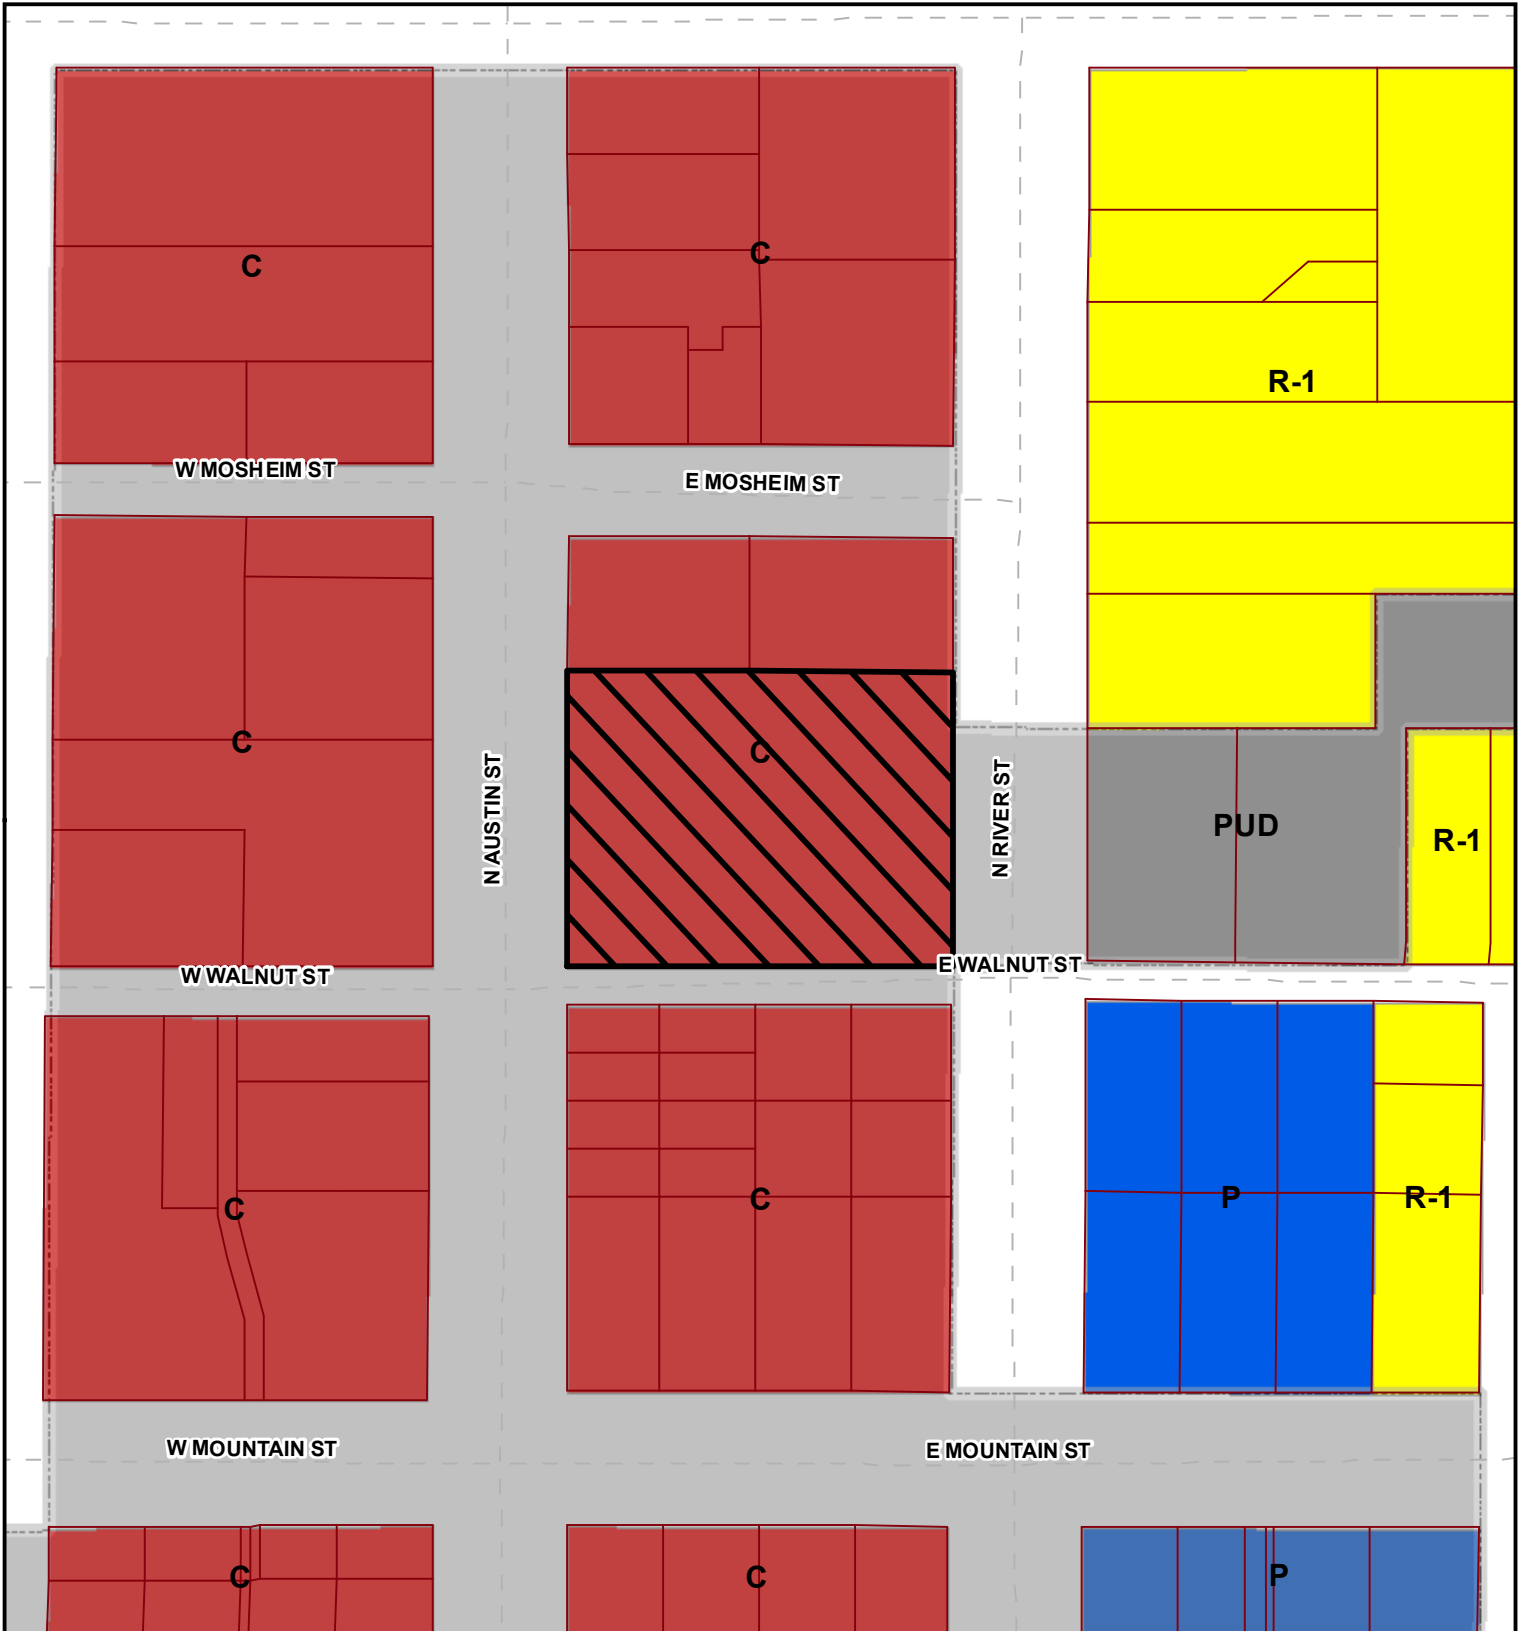 C
C
R-1
W MOSHEIM ST
E MOSHEIM ST
C
C
N AUSTIN ST
N RIVER ST
PUD
R-1
W WALNUT ST
E WALNUT ST
C
C
P
R-1
W MOUNTAIN ST
E MOUNTAIN ST
C
C
P